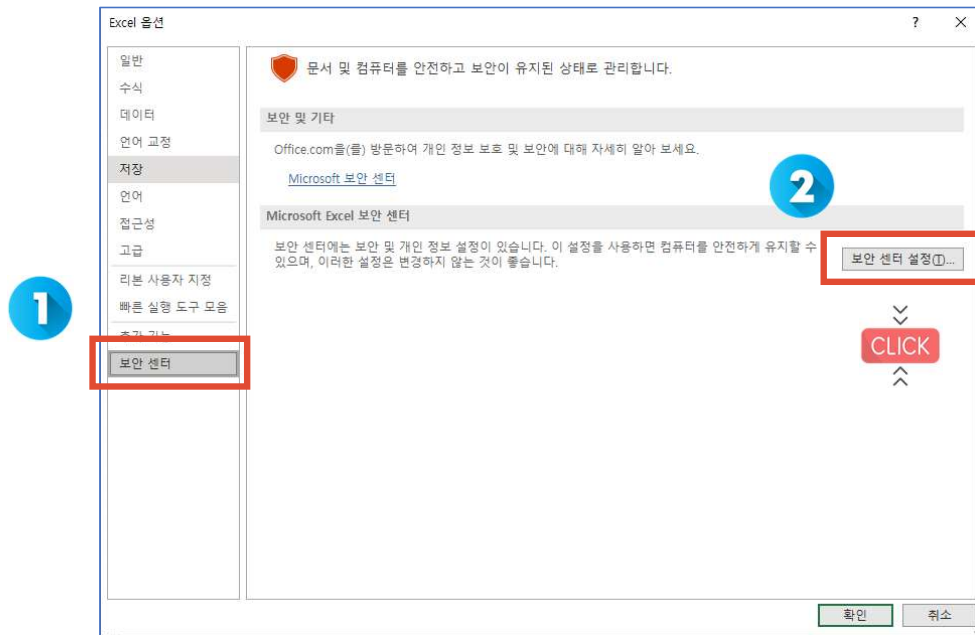 Excel 옵션
?
×
일반
수식
데이터
언어 교정
저장
언어
접근성
고급
리본 사용자 지정
빠른 실행 도구 모음
추가 기능
보안 센터
문서 및 컴퓨터를 안전하고 보안이 유지된 상태로 관리합니다.
보안 및 기타
Office.com을(를) 방문하여 개인 정보 보호 및 보안에 대해 자세히 알아 보세요.
Microsoft 보안 센터
Microsoft Excel 보안 센터
보안 센터에는 보안 및 개인 정보 설정이 있습니다. 이 설정을 사용하면 컴퓨터를 안전하게 유지할 수
있으며, 이러한 설정은 변경하지 않는 것이 좋습니다.
보안 센터 설정(T)...
1
2
CLICK
확인
취소